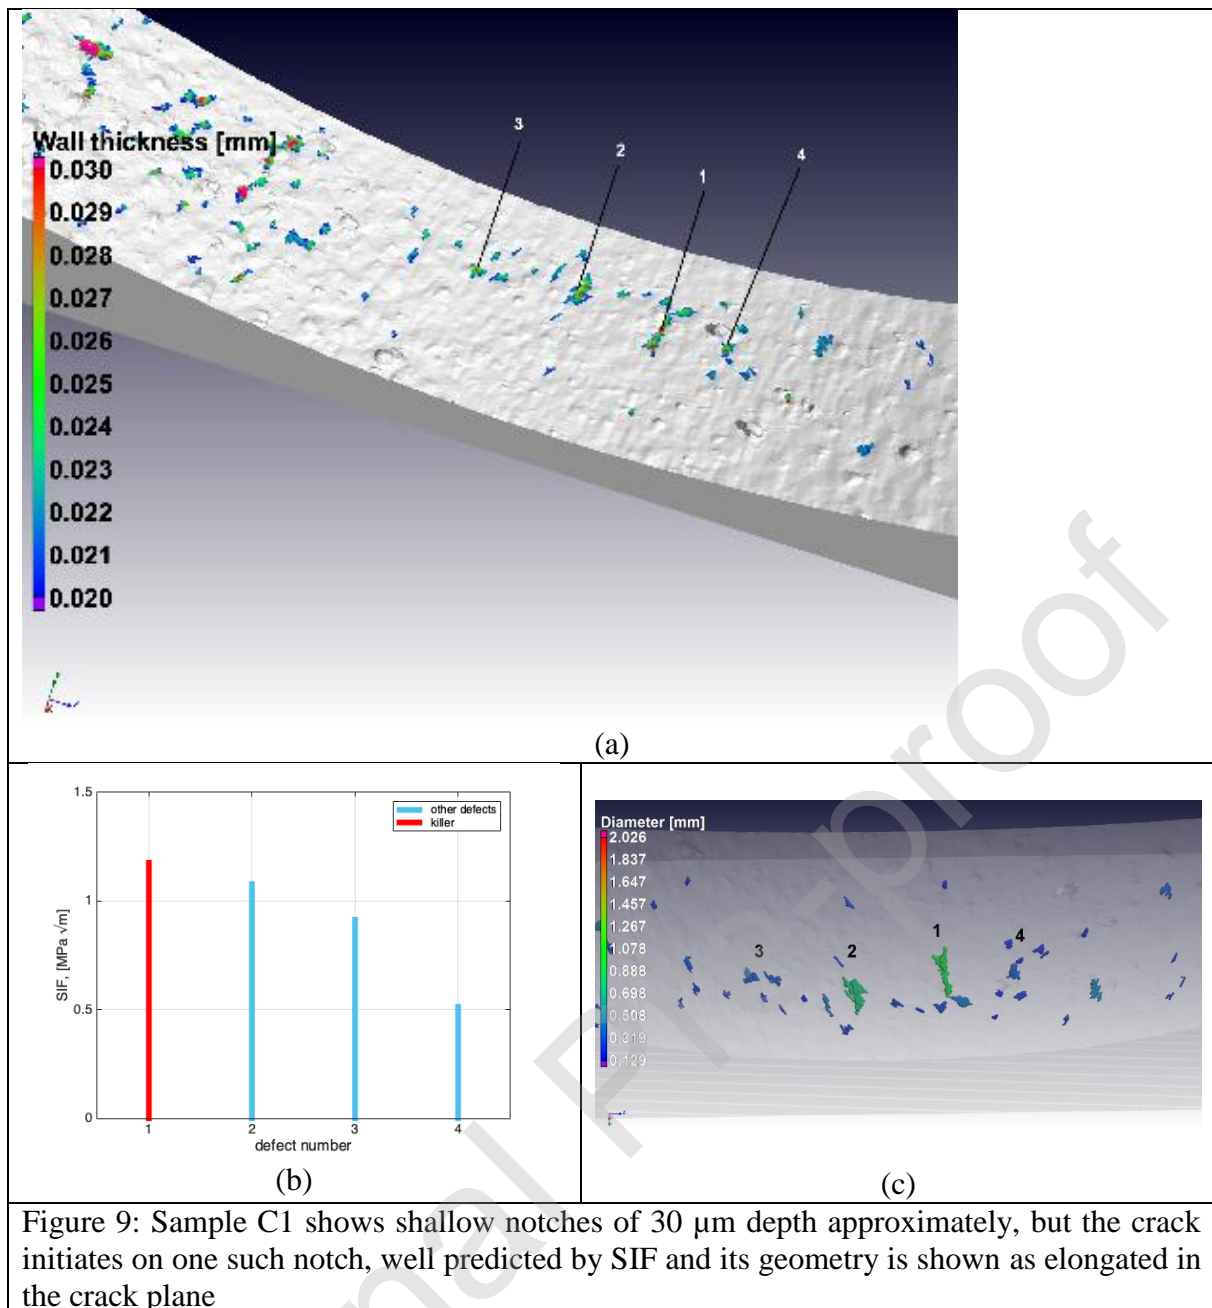 3
2
1
4
Wall thickness [mm]
0.030
0.029
0.028
0.027
0.026
0.025
0.024
0.023
0.022
0.021
0.020
(a)
1.5
1
0.5
0
SIF, [MPa √m]
other defects
killer
1 2 3 4
defect number
(b)
Diameter [mm]
2.026
1.837
1.647
1.457
1.267
1.078
0.888
0.698
0.508
0.319
0.129
3 2 1 4
(c)
Figure 9: Sample C1 shows shallow notches of 30 µm depth approximately, but the crack
initiates on one such notch, well predicted by SIF and its geometry is shown as elongated in
the crack plane
nal Pre-proof